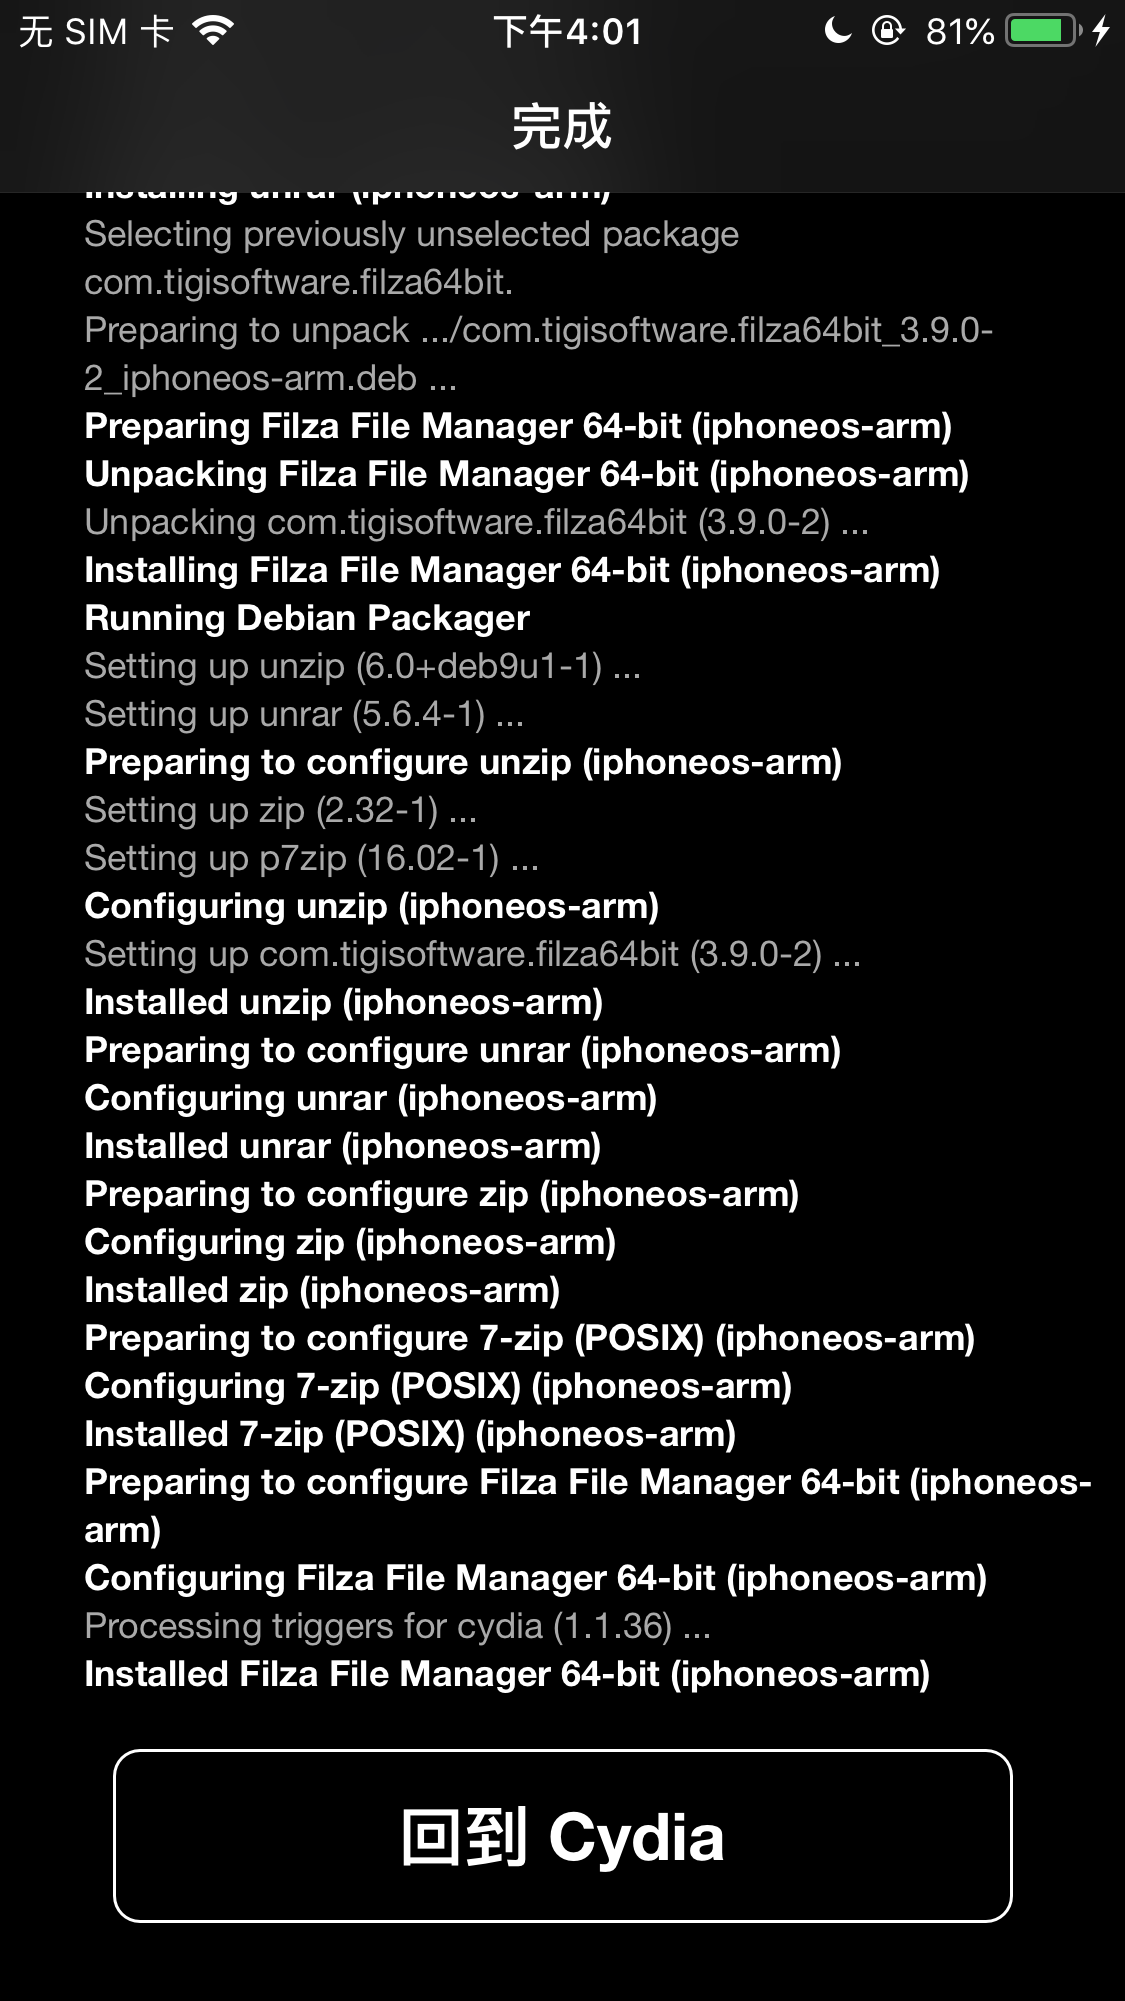 无 SIM 卡 下午4:01 81%
完成
Installing unrar (iphoneos-arm)
Selecting previously unselected package
com.tigisoftware.filza64bit.
Preparing to unpack .../com.tigisoftware.filza64bit_3.9.0-
2_iphoneos-arm.deb ...
Preparing Filza File Manager 64-bit (iphoneos-arm)
Unpacking Filza File Manager 64-bit (iphoneos-arm)
Unpacking com.tigisoftware.filza64bit (3.9.0-2) ...
Installing Filza File Manager 64-bit (iphoneos-arm)
Running Debian Packager
Setting up unzip (6.0+deb9u1-1) ...
Setting up unrar (5.6.4-1) ...
Preparing to configure unzip (iphoneos-arm)
Setting up zip (2.32-1) ...
Setting up p7zip (16.02-1) ...
Configuring unzip (iphoneos-arm)
Setting up com.tigisoftware.filza64bit (3.9.0-2) ...
Installed unzip (iphoneos-arm)
Preparing to configure unrar (iphoneos-arm)
Configuring unrar (iphoneos-arm)
Installed unrar (iphoneos-arm)
Preparing to configure zip (iphoneos-arm)
Configuring zip (iphoneos-arm)
Installed zip (iphoneos-arm)
Preparing to configure 7-zip (POSIX) (iphoneos-arm)
Configuring 7-zip (POSIX) (iphoneos-arm)
Installed 7-zip (POSIX) (iphoneos-arm)
Preparing to configure Filza File Manager 64-bit (iphoneos-
arm)
Configuring Filza File Manager 64-bit (iphoneos-arm)
Processing triggers for cydia (1.1.36) ...
Installed Filza File Manager 64-bit (iphoneos-arm)
回到 Cydia